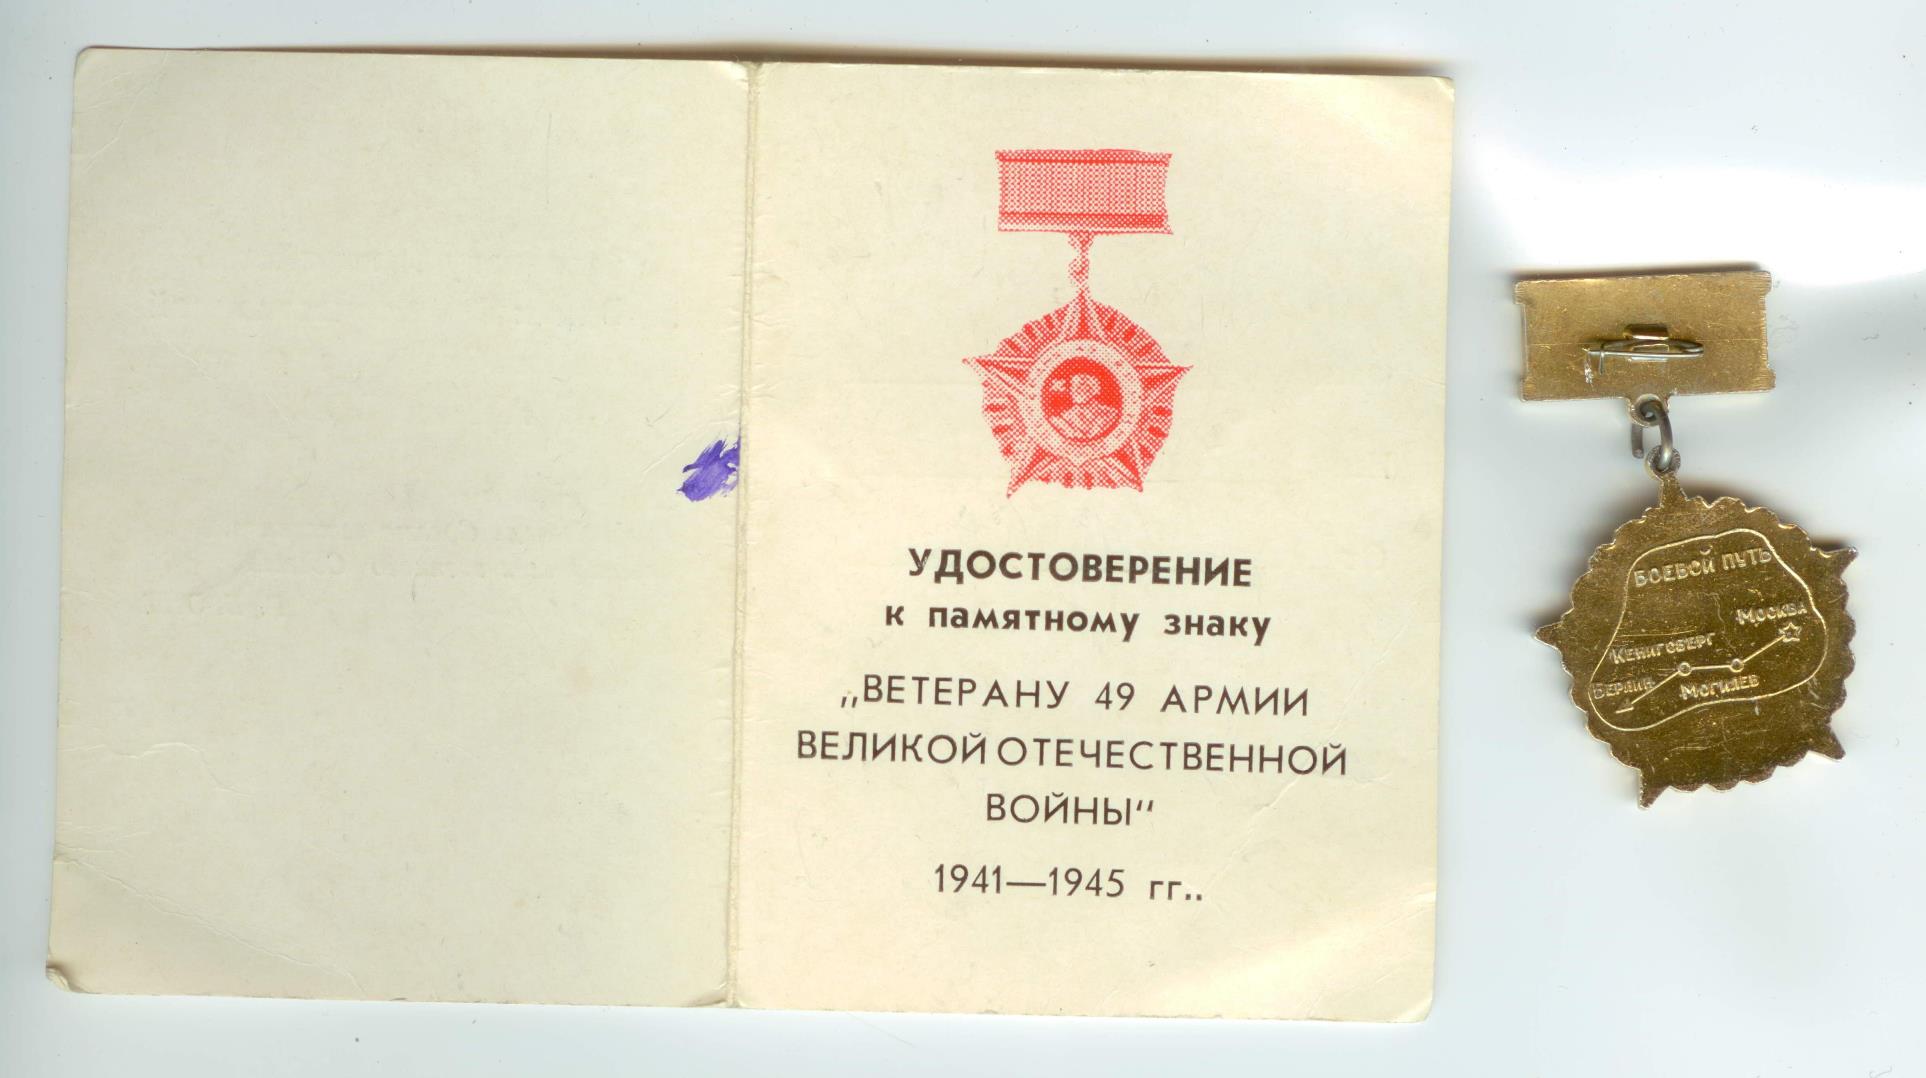 УДОСТОВЕРЕНИЕ
к памятному знаку
„ВЕТЕРАНУ 49 АРМИИ
ВЕЛИКОЙ ОТЕЧЕСТВЕННОЙ
ВОЙНЫ“
1941—1945 гг..
БОЕВОЙ ПУТЬ
МОСКВА
КЕНИГСБЕРГ
БЕРЛИН
МОГИЛЕВ